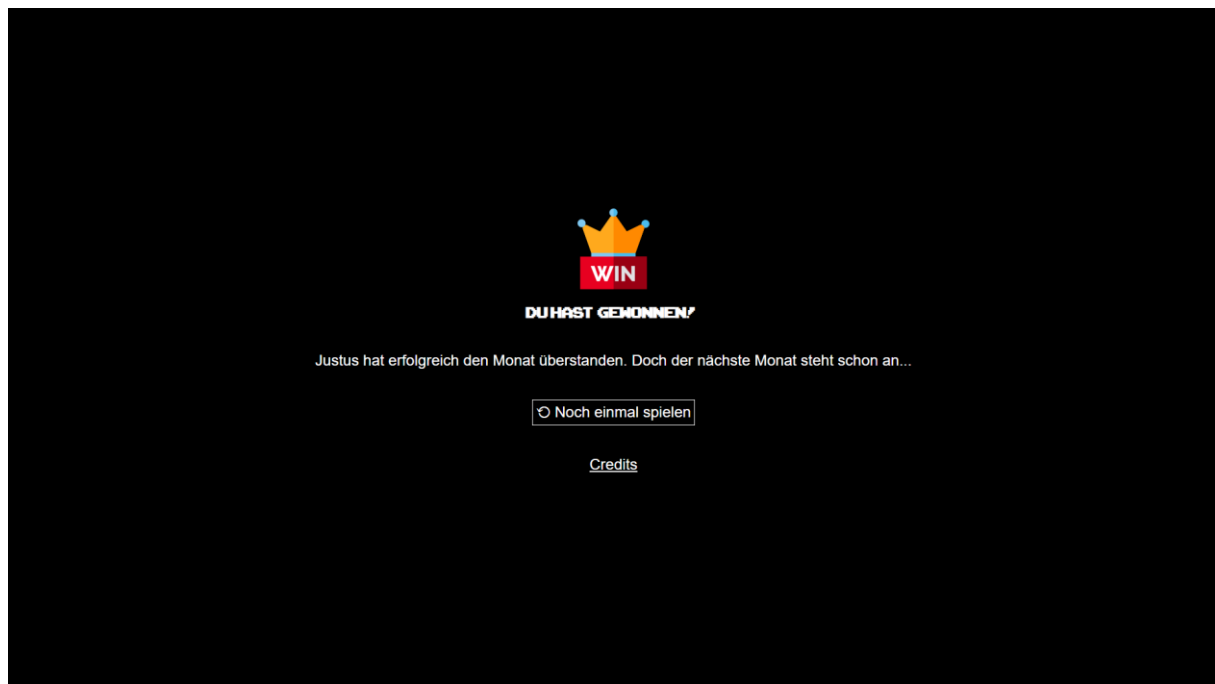 WIN
DU HAST GEWONNEN!
Justus hat erfolgreich den Monat überstanden. Doch der nächste Monat steht schon an...
Noch einmal spielen
Credits